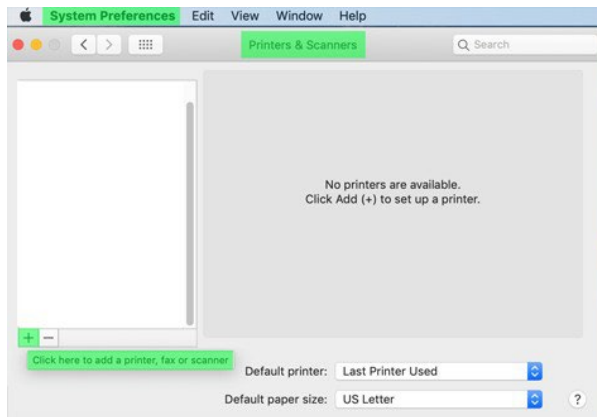 System Preferences Edit View Window Help
Printers & Scanners
Search
No printers are available.
Click Add (+) to set up a printer.
+ −
Click here to add a printer, fax or scanner
Default printer: Last Printer Used
Default paper size: US Letter
?